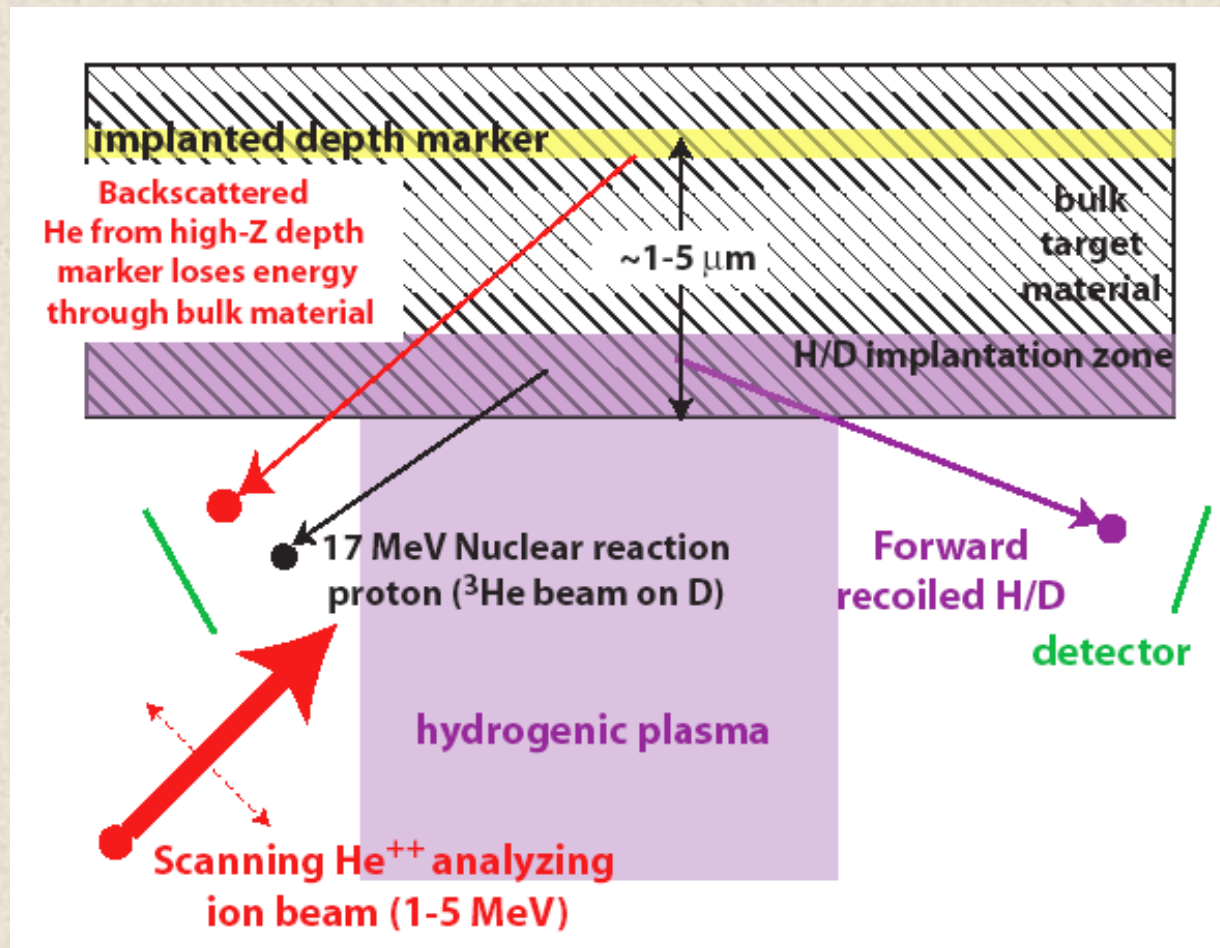 implanted depth marker
Backscattered
He from high-Z depth
marker loses energy
through bulk material
~1-5 μm
bulk
target
material
H/D implantation zone
17 MeV Nuclear reaction
proton (³He beam on D)
Forward
recoiled H/D
detector
hydrogenic plasma
Scanning He⁺⁺ analyzing
ion beam (1-5 MeV)